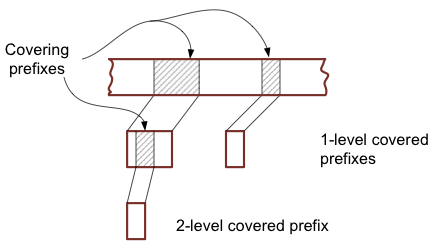 Covering
prefixes
1-level covered
prefixes
2-level covered prefix